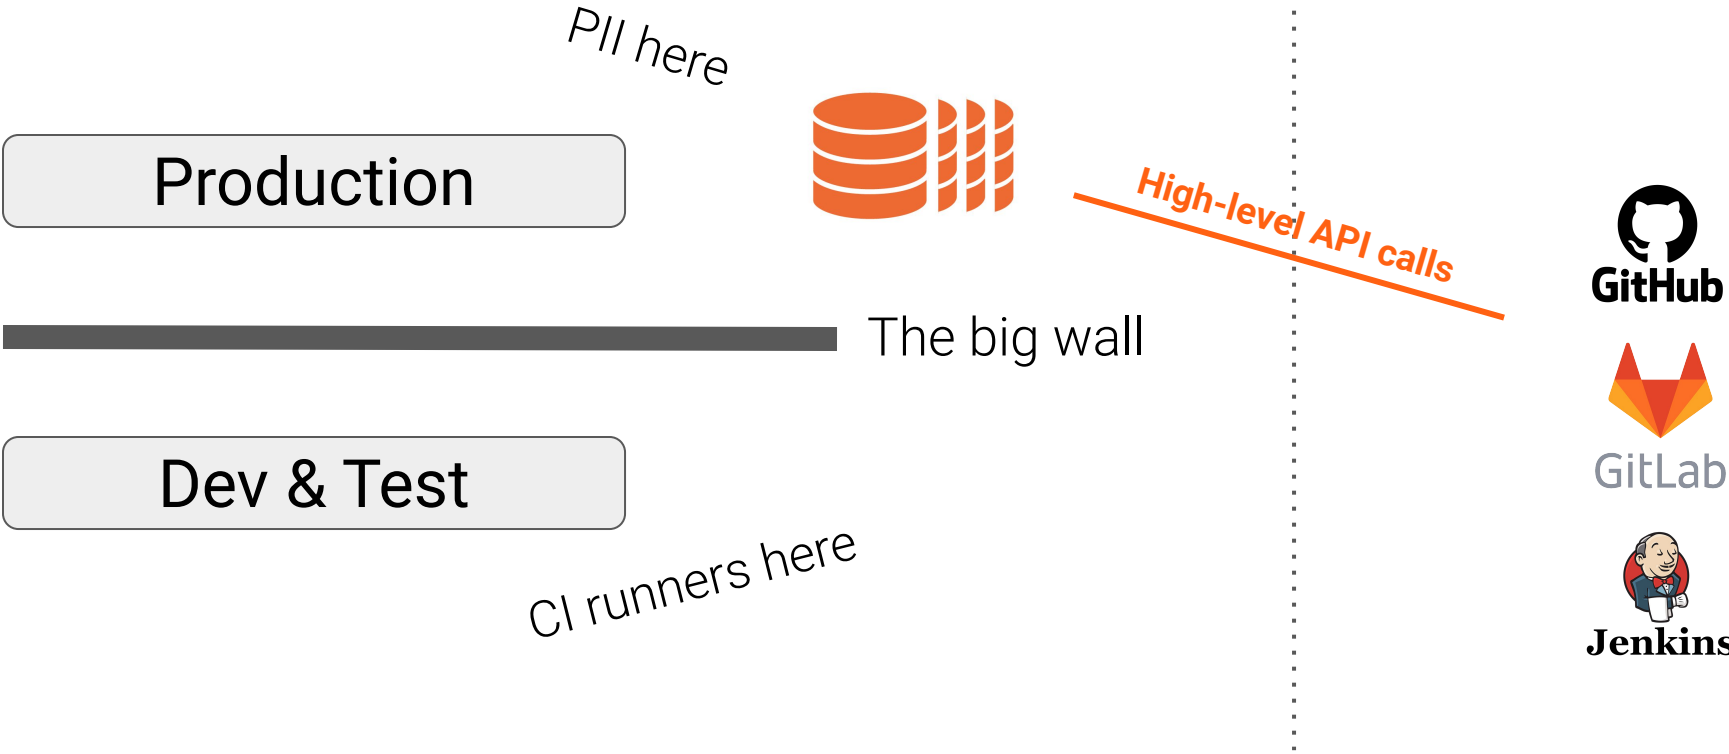 PII here
Production
High-level API calls
GitHub
The big wall
GitLab
Dev & Test
CI runners here
Jenkins